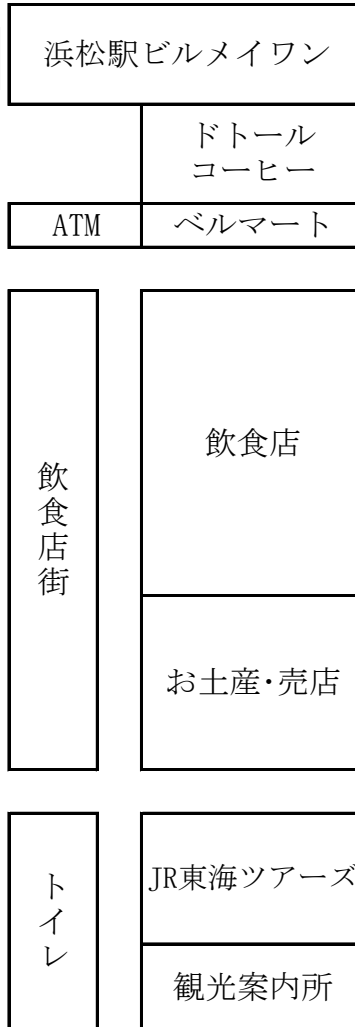 浜松駅ビルメイワン
ドトール
コーヒー
ATM
ベルマート
飲食店街
飲食店
お土産･売店
トイレ
JR東海ツアーズ
観光案内所